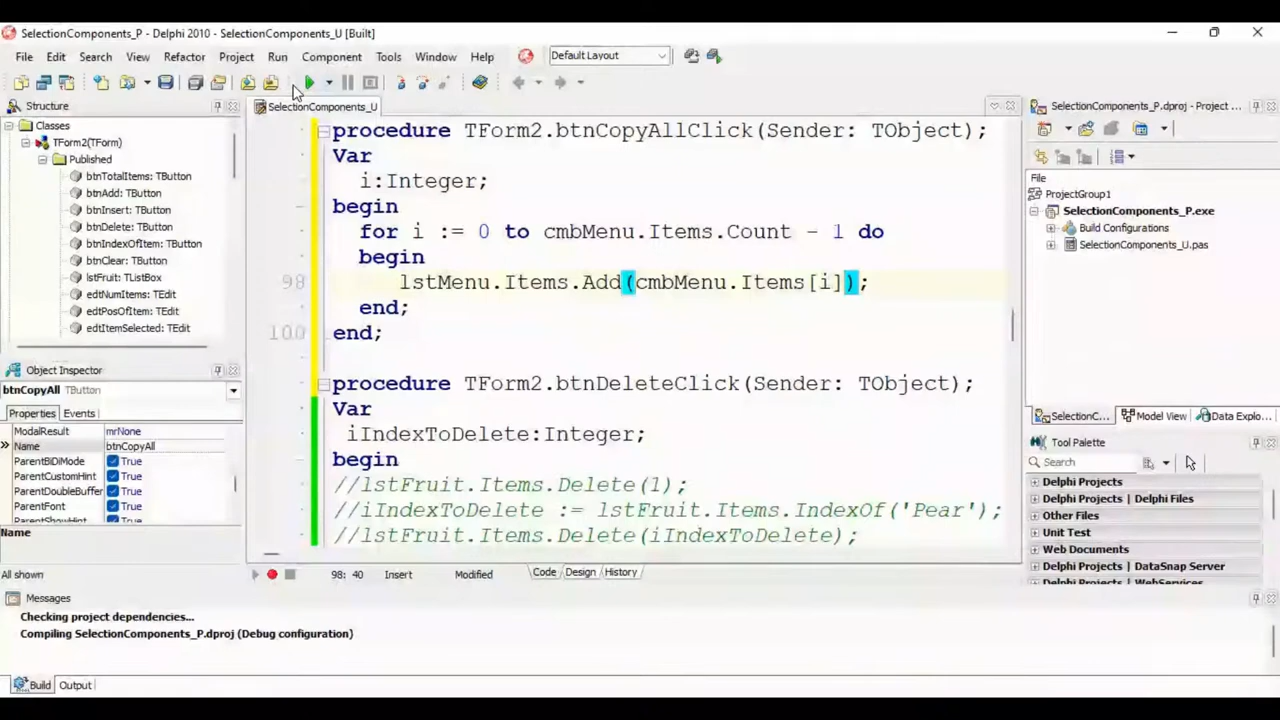 SelectionComponents_P - Delphi 2010 - SelectionComponents_U [Built]
File Edit Search View Refactor Project Run Component Tools Window Help
Default Layout
Structure
SelectionComponents_U
SelectionComponents_P.dproj - Project ...
Classes
TForm2(TForm)
Published
btnTotalItems: TButton
btnAdd: TButton
btnInsert: TButton
btnDelete: TButton
btnIndexOfItem: TButton
btnClear: TButton
lstFruit: TListBox
edtNumItems: TEdit
edtPosOfItem: TEdit
edtItemSelected: TEdit
Object Inspector
btnCopyAll TButton
Properties Events
ModalResult mrNone
Name btnCopyAll
ParentBiDiMode True
ParentCustomHint True
ParentDoubleBuffer True
ParentFont True
ParentShowHint
Name
All shown
procedure TForm2.btnCopyAllClick(Sender: TObject);
Var
i:Integer;
begin
for i := 0 to cmbMenu.Items.Count - 1 do
begin
98 lstMenu.Items.Add(cmbMenu.Items[i]);
end;
100 end;
procedure TForm2.btnDeleteClick(Sender: TObject);
Var
iIndexToDelete:Integer;
begin
//lstFruit.Items.Delete(1);
//iIndexToDelete := lstFruit.Items.IndexOf('Pear');
//lstFruit.Items.Delete(iIndexToDelete);
98: 40 Insert Modified Code Design History
File
ProjectGroup1
SelectionComponents_P.exe
Build Configurations
SelectionComponents_U.pas
SelectionC... Model View Data Explo...
Tool Palette
Search
Delphi Projects
Delphi Projects | Delphi Files
Other Files
Unit Test
Web Documents
Delphi Projects | DataSnap Server
Delphi Projects | WebServices
Messages
Checking project dependencies...
Compiling SelectionComponents_P.dproj (Debug configuration)
Build Output